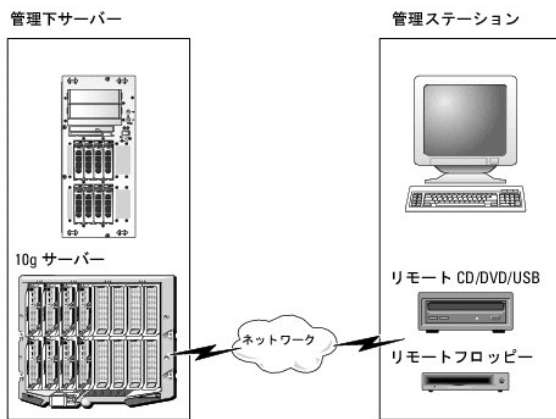 管理下サーバー
管理ステーション
10g サーバー
ネットワーク
リモート CD/DVD/USB
リモートフロッピー